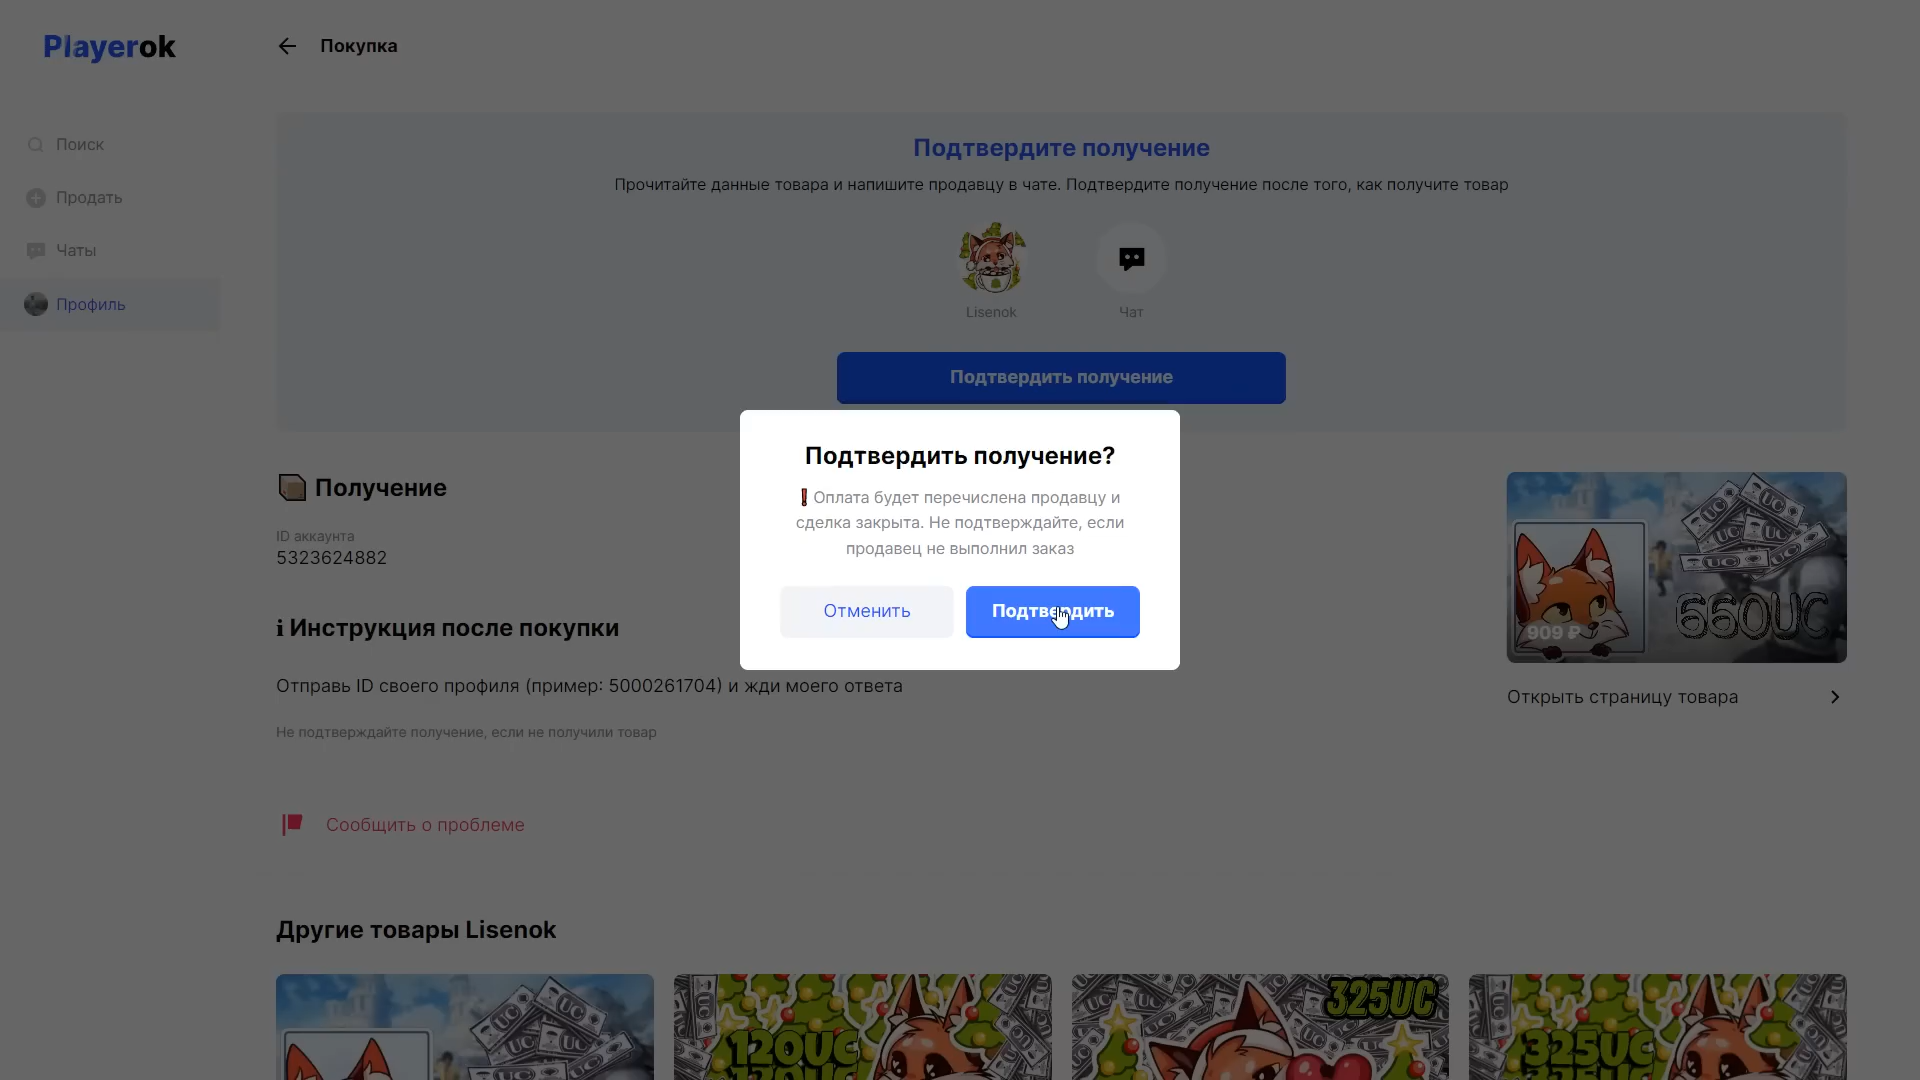 Playerok
Покупка
Поиск
Продать
Чаты
Профиль
Подтвердите получение
Прочитайте данные товара и напишите продавцу в чате. Подтвердите получение после того, как получите товар
Lisenok
Чат
Подтвердить получение
Подтвердить получение?
❗Оплата будет перечислена продавцу и
сделка закрыта. Не подтверждайте, если
продавец не выполнил заказ
Отменить
Подтвердить
Получение
ID аккаунта
5323624882
ℹ Инструкция после покупки
Отправь ID своего профиля (пример: 5000261704) и жди моего ответа
Не подтверждайте получение, если не получили товар
Сообщить о проблеме
UC
660UC
909 ₽
Открыть страницу товара
Другие товары Lisenok
UC
120UC
325UC
325UC